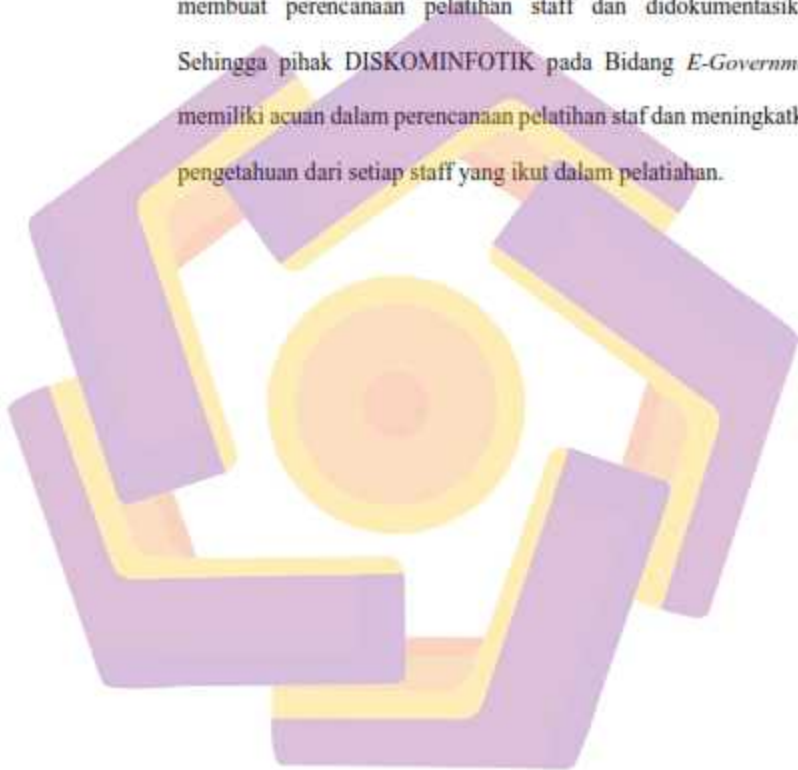 membuat perencanaan pelatihan staff dan didokumentasik
Sehingga pihak DISKOMINFOTIK pada Bidang E-Governm
memiliki acuan dalam perencanaan pelatihan staf dan meningkatk
pengetahuan dari setiap staff yang ikut dalam pelatiahan.